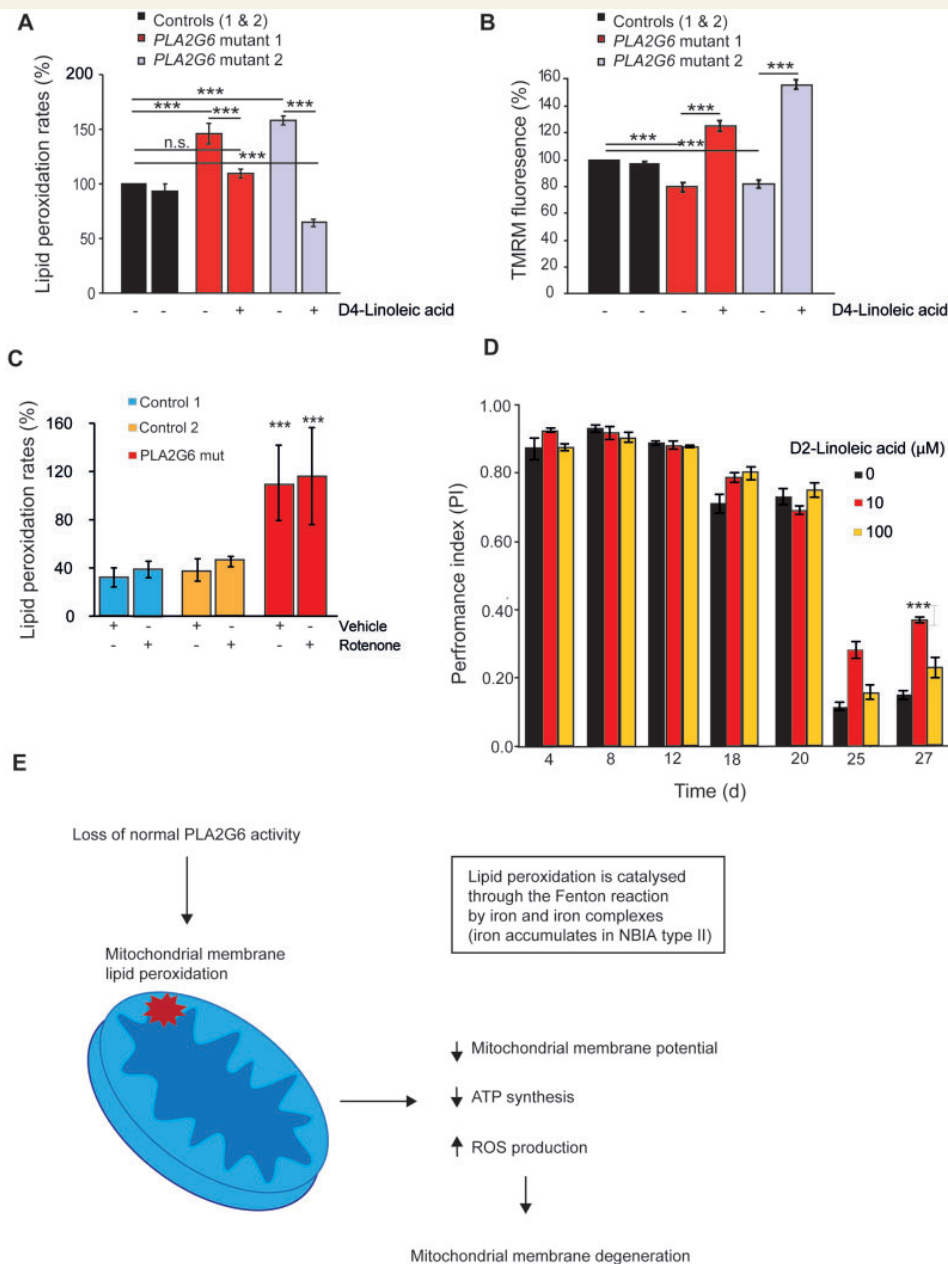 A
Controls (1 & 2)
PLA2G6 mutant 1
PLA2G6 mutant 2
Lipid peroxidation rates (%)
200
150
100
50
0
***
***
***
***
n.s.
***
- - - + - + D4-Linoleic acid
B
Controls (1 & 2)
PLA2G6 mutant 1
PLA2G6 mutant 2
TMRM fluoresence (%)
160
140
120
100
80
60
40
20
0
***
***
***
***
- - - + - + D4-Linoleic acid
C
Control 1
Control 2
PLA2G6 mut
Lipid peroxidation rates (%)
160
120
80
40
0
*** ***
+ - + - + - Vehicle
- + - + - + Rotenone
D
Perfromance index (PI)
1.00
0.80
0.60
0.40
0.20
0.0
D2-Linoleic acid (µM)
0
10
100
***
4 8 12 18 20 25 27
Time (d)
E
Loss of normal PLA2G6 activity
Mitochondrial membrane
lipid peroxidation
Lipid peroxidation is catalysed
through the Fenton reaction
by iron and iron complexes
(iron accumulates in NBIA type II)
Mitochondrial membrane potential
ATP synthesis
ROS production
Mitochondrial membrane degeneration